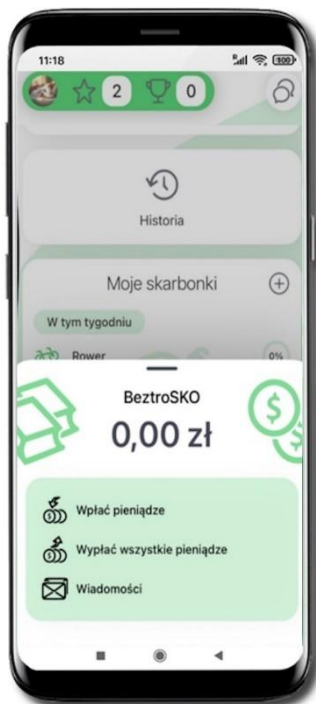 11:18
100
2
0
Historia
Moje skarbonki
W tym tygodniu
Rower
0%
BeztroSKO
0,00 zł
Wpłać pieniądze
Wypłać wszystkie pieniądze
Wiadomości